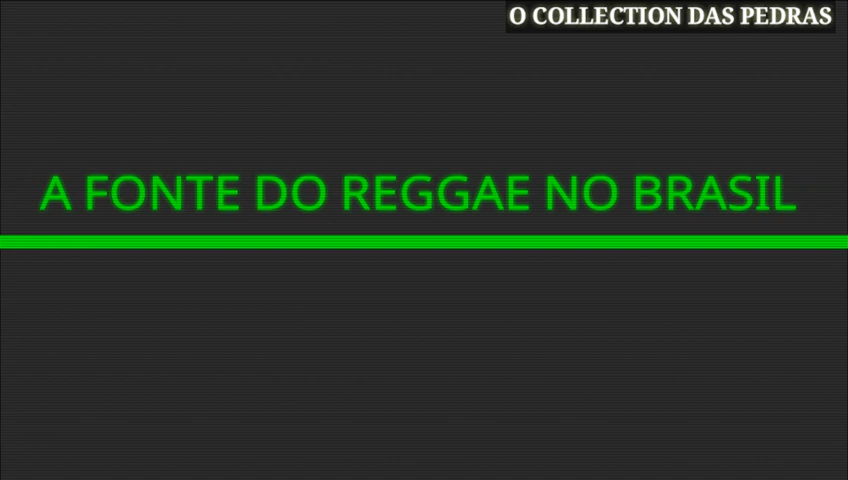 O COLLECTION DAS PEDRAS
A FONTE DO REGGAE NO BRASIL